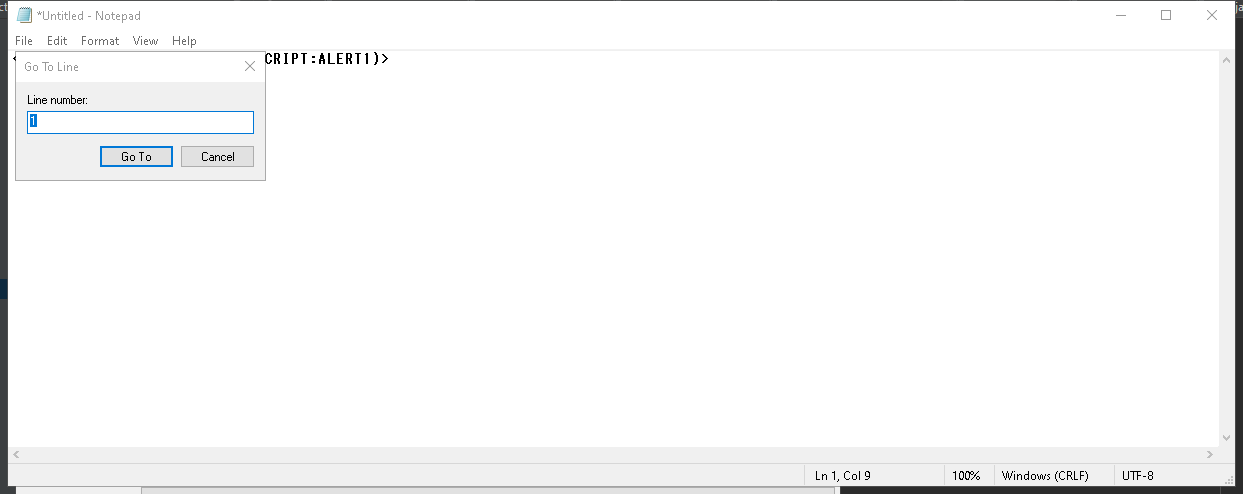 *Untitled - Notepad
File Edit Format View Help
CRIPT:ALERT1)>
Go To Line
Line number:
1
Go To Cancel
Ln 1, Col 9 100% Windows (CRLF) UTF-8